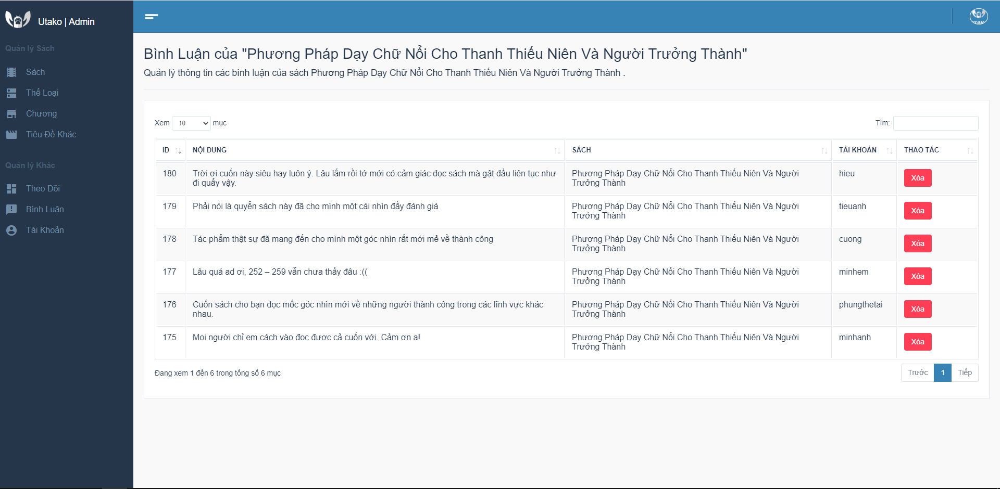 Utako | Admin
Quản lý Sách
Sách
Thể Loại
Chương
Tiêu Đề Khác
Quản lý Khác
Theo Dõi
Bình Luận
Tài Khoản
Bình Luận của "Phương Pháp Dạy Chữ Nổi Cho Thanh Thiếu Niên Và Người Trưởng Thành"
Quản lý thông tin các bình luận của sách Phương Pháp Dạy Chữ Nổi Cho Thanh Thiếu Niên Và Người Trưởng Thành .
Xem 10 mục
Tìm:
ID NỘI DUNG SÁCH TÀI KHOẢN THAO TÁC
180 Trời ơi cuốn này siêu hay luôn ý. Lâu lắm rồi tớ mới có cảm giác đọc sách mà gật đầu liên tục như Phương Pháp Dạy Chữ Nổi Cho Thanh Thiếu Niên Và Người hieu Xóa
đi quẩy vậy. Trưởng Thành
179 Phải nói là quyển sách này đã cho mình một cái nhìn đầy đánh giá Phương Pháp Dạy Chữ Nổi Cho Thanh Thiếu Niên Và Người tieuanh Xóa
Trưởng Thành
178 Tác phẩm thật sự đã mang đến cho mình một góc nhìn rất mới mẻ về thành công Phương Pháp Dạy Chữ Nổi Cho Thanh Thiếu Niên Và Người cuong Xóa
Trưởng Thành
177 Lâu quá ad ơi, 252 – 259 vẫn chưa thấy đâu :(( Phương Pháp Dạy Chữ Nổi Cho Thanh Thiếu Niên Và Người minhem Xóa
Trưởng Thành
176 Cuốn sách cho bạn đọc mốc góc nhìn mới về những người thành công trong các lĩnh vực khác Phương Pháp Dạy Chữ Nổi Cho Thanh Thiếu Niên Và Người phungthetai Xóa
nhau. Trưởng Thành
175 Mọi người chỉ em cách vào đọc được cả cuốn với. Cảm ơn ạ! Phương Pháp Dạy Chữ Nổi Cho Thanh Thiếu Niên Và Người minhanh Xóa
Trưởng Thành
Đang xem 1 đến 6 trong tổng số 6 mục
Trước 1 Tiếp